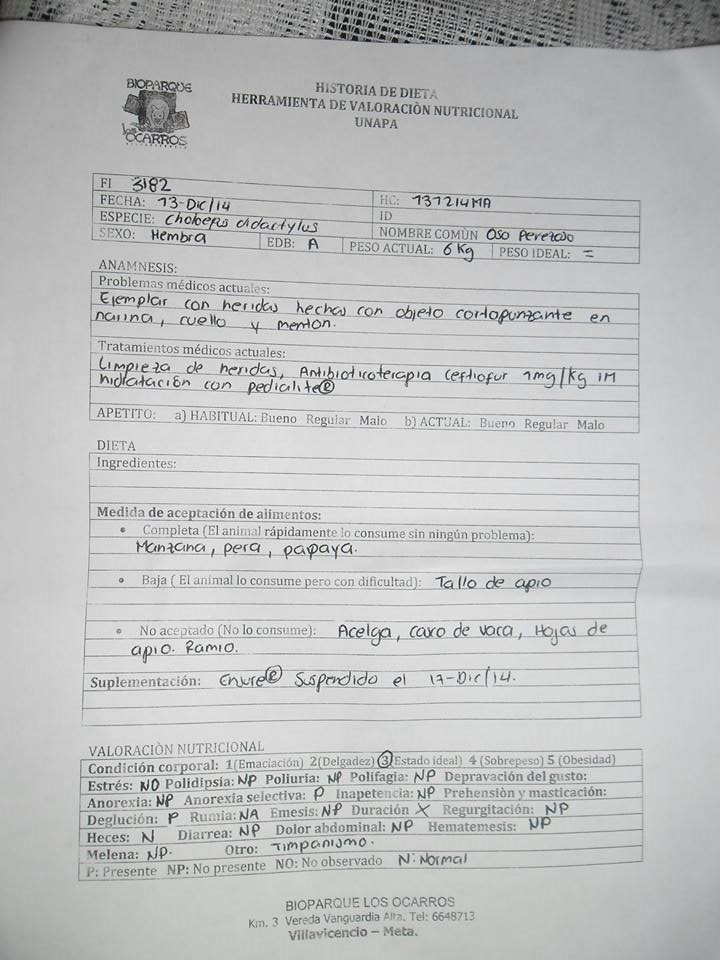 BIOPARQUE
los
OCARROS
HISTORIA DE DIETA
HERRAMIENTA DE VALORACIÒN NUTRICIONAL
UNAPA
FI 3182
FECHA: 13-Dic/14 HC: 131214MA
ESPECIE: Choloepis didactylus ID
SEXO: Hembra EDB: A PESO ACTUAL: 6 Kg NOMBRE COMÙN Oso Perezoso PESO IDEAL: =
ANAMNESIS:
Problemas médicos actuales:
Ejemplar con heridas hechas con objeto cortopunzante en
narina, cuello y menton.
Tratamientos médicos actuales:
Limpieza de heridas, Antibioticoterapia Ceftiofur 1mg/Kg IM
hidratación con pedialite®
APETITO: a) HABITUAL: Bueno Regular Malo b) ACTUAL: Bueno Regular Malo
DIETA
Ingredientes:
Medida de aceptación de alimentos:
• Completa (El animal rápidamente lo consume sin ningún problema):
Manzana, pera, papaya.
• Baja ( El animal lo consume pero con dificultad): Tallo de apio
• No aceptado (No lo consume): Acelga, caxo de vaca, Hojas de
apio. Ramio.
Suplementación: Ensure® Suspendido el 17-Dic/14.
VALORACIÒN NUTRICIONAL
Condición corporal: 1(Emaciación) 2(Delgadez) 3(Estado ideal) 4 (Sobrepeso) 5 (Obesidad)
Estrés: NO Polidipsia: NP Poliuria: NP Polifagia: NP Depravación del gusto:
Anorexia: NP Anorexia selectiva: P Inapetencia: NP Prehensiòn y masticación:
Deglución: P Rumia: NA Emesis: NP Duración X Regurgitación: NP
Heces: N Diarrea: NP Dolor abdominal: NP Hematemesis: NP
Melena: NP. Otro: Timpanismo.
P: Presente NP: No presente NO: No observado N: Normal
BIOPARQUE LOS OCARROS
Km. 3 Vereda Vanguardia Alta. Tel: 6648713
Villavicencio – Meta.